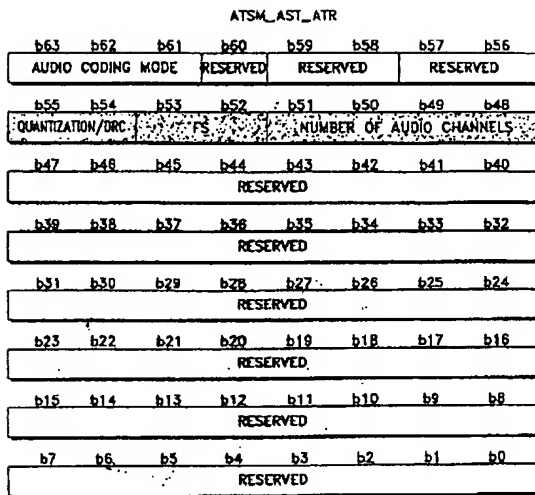 ATSM_AST_ATR
b63 b62 b61 b60 b59 b58 b57 b56
AUDIO CODING MODE RESERVED RESERVED RESERVED
b55 b54 b53 b52 b51 b50 b49 b48
QUANTIZATION/DRC FS NUMBER OF AUDIO CHANNELS
b47 b46 b45 b44 b43 b42 b41 b40
RESERVED
b39 b38 b37 b36 b35 b34 b33 b32
RESERVED
b31 b30 b29 b28 b27 b26 b25 b24
RESERVED
b23 b22 b21 b20 b19 b18 b17 b16
RESERVED
b15 b14 b13 b12 b11 b10 b9 b8
RESERVED
b7 b6 b5 b4 b3 b2 b1 b0
RESERVED